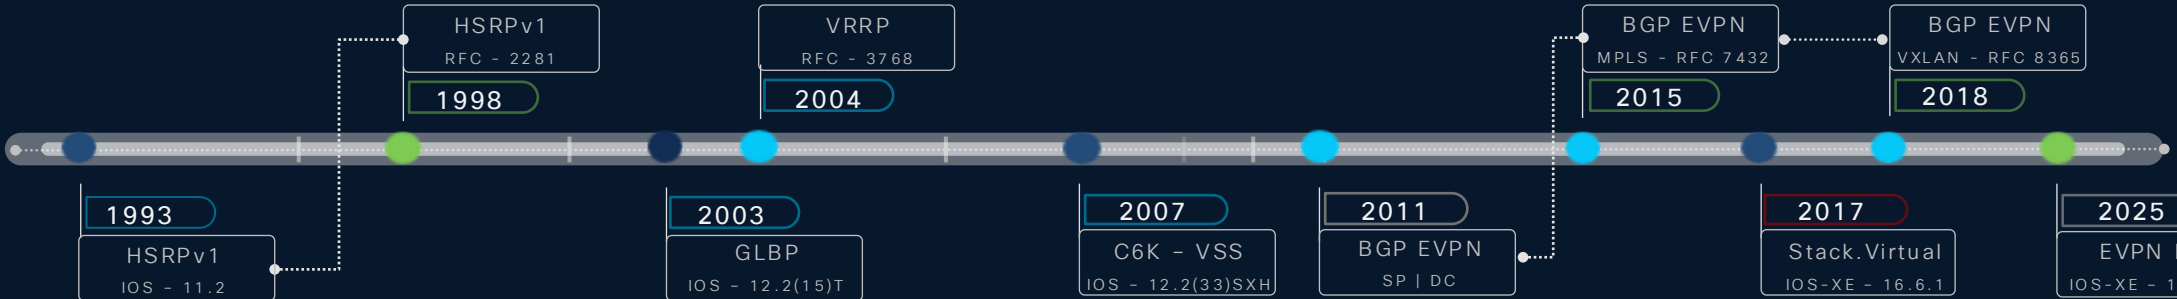 HSRPv1
RFC - 2281
1998
VRRP
RFC - 3768
2004
BGP EVPN
MPLS - RFC 7432
2015
BGP EVPN
VXLAN - RFC 8365
2018
1993
HSRPv1
IOS - 11.2
2003
GLBP
IOS - 12.2(15)T
2007
C6K – VSS
IOS - 12.2(33)SXH
2011
BGP EVPN
SP | DC
2017
Stack.Virtual
IOS-XE – 16.6.1
2025
EVPN
IOS-XE – 1